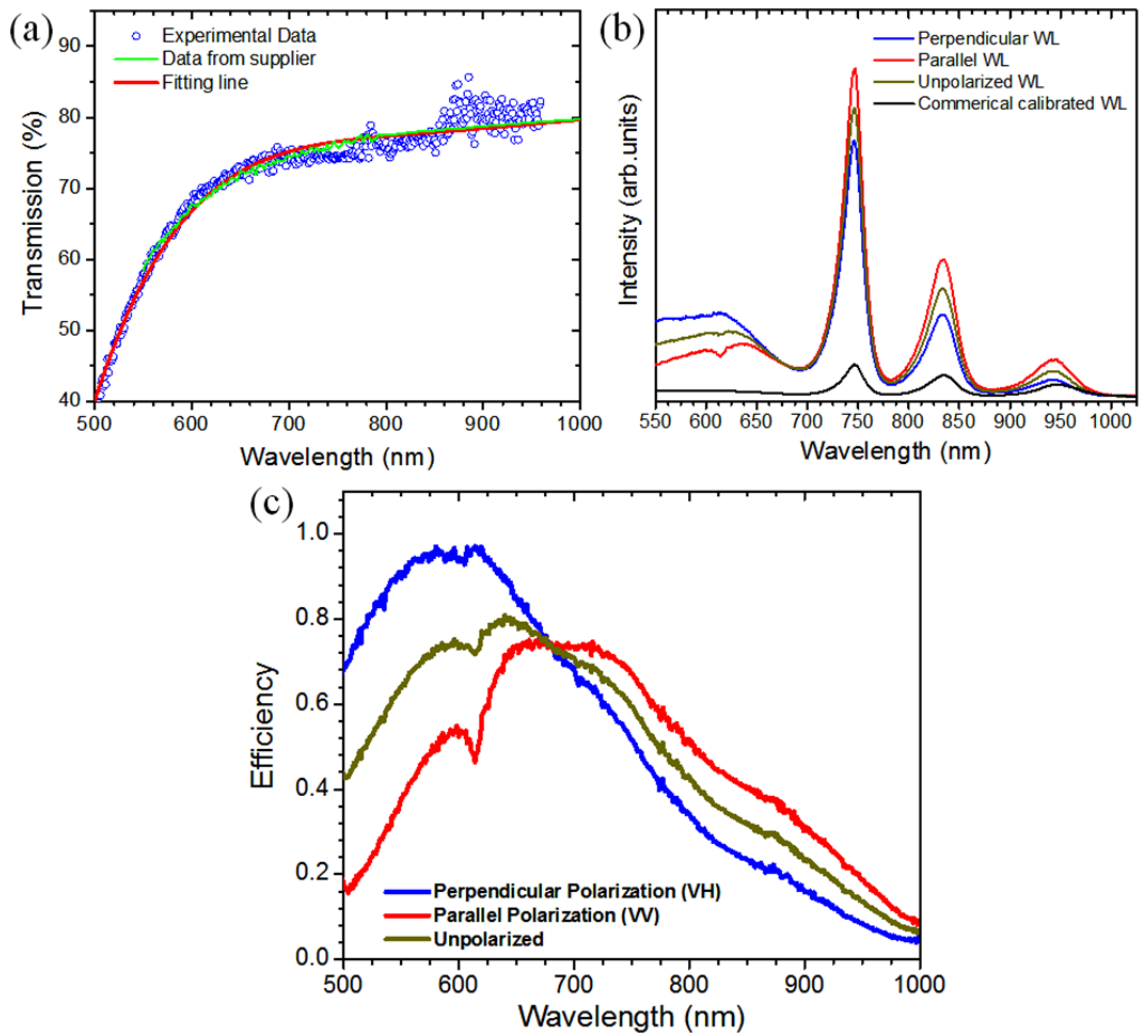 (a)
Experimental Data
Data from supplier
Fitting line
Transmission (%)
90
80
70
60
50
40
500 600 700 800 900 1000
Wavelength (nm)
(b)
Perpendicular WL
Parallel WL
Unpolarized WL
Commerical calibrated WL
Intensity (arb.units)
550 600 650 700 750 800 850 900 950 1000
Wavelength (nm)
(c)
Efficiency
1.0
0.8
0.6
0.4
0.2
0.0
Perpendicular Polarization (VH)
Parallel Polarization (VV)
Unpolarized
500 600 700 800 900 1000
Wavelength (nm)